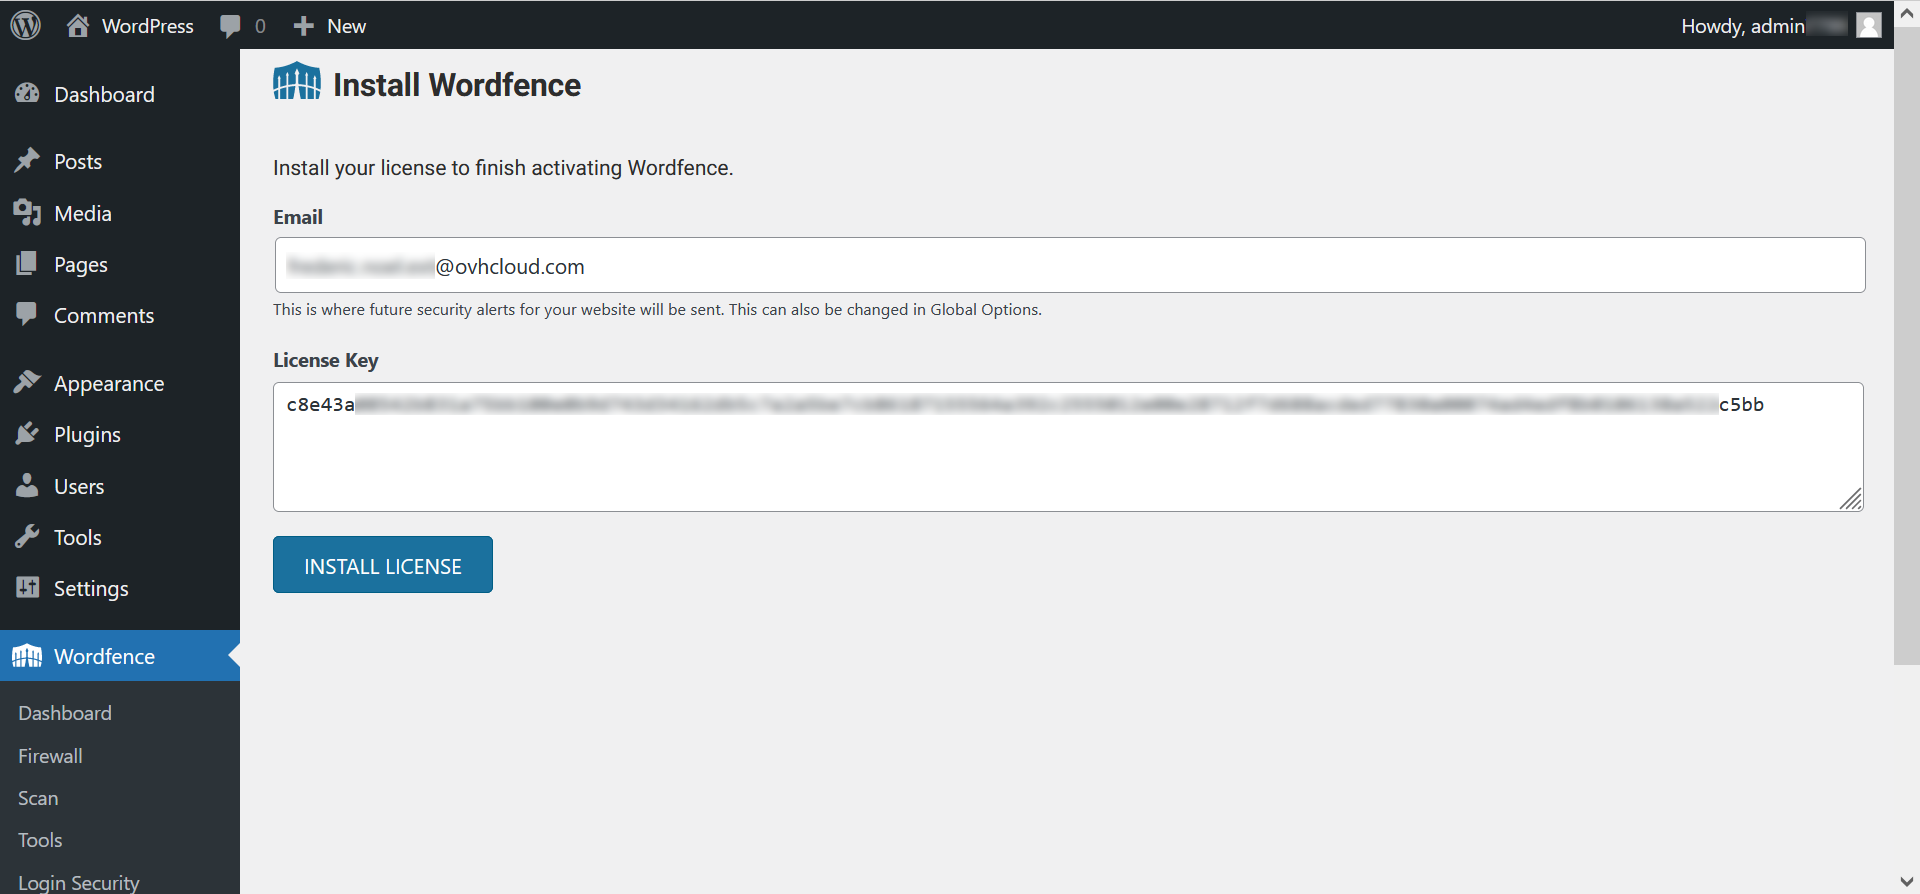 WordPress
0
New
Howdy, admin
Dashboard
Posts
Media
Pages
Comments
Appearance
Plugins
Users
Tools
Settings
Wordfence
Dashboard
Firewall
Scan
Tools
Login Security
Install Wordfence
Install your license to finish activating Wordfence.
Email
@ovhcloud.com
This is where future security alerts for your website will be sent. This can also be changed in Global Options.
License Key
c8e43a c5bb
INSTALL LICENSE